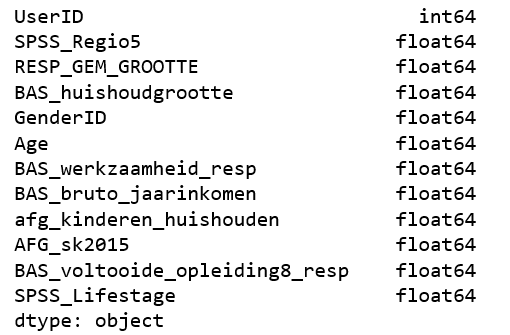 UserID int64
SPSS_Regio5 float64
RESP_GEM_GROOTTE float64
BAS_huishoudgrootte float64
GenderID float64
Age float64
BAS_werkzaamheid_resp float64
BAS_bruto_jaarinkomen float64
afg_kinderen_huishouden float64
AFG_sk2015 float64
BAS_voltooide_opleiding8_resp float64
SPSS_Lifestage float64
dtype: object